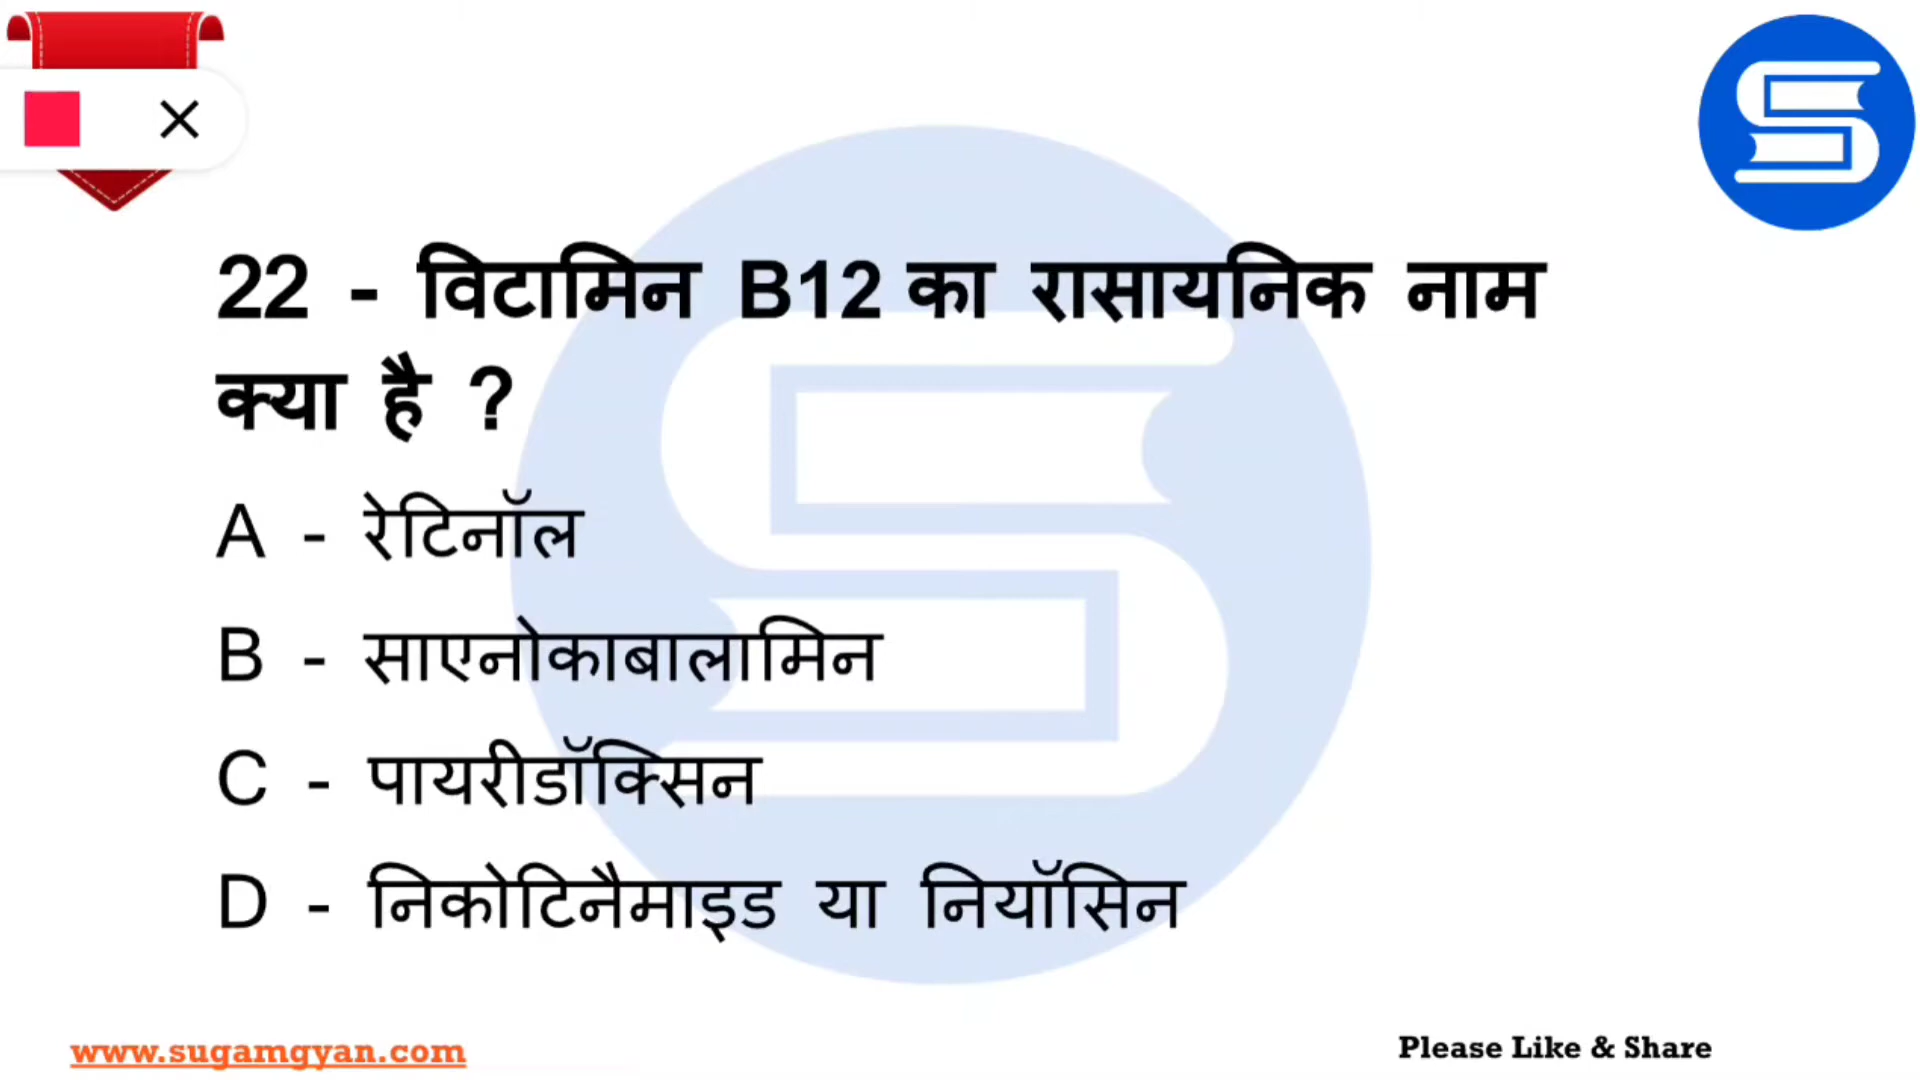 22 - विटामिन B12 का रासायनिक नाम
क्या है ?
A - रेटिनॉल
B - साएनोकाबालामिन
C - पायरीडॉक्सिन
D - निकोटिनैमाइड या नियॉसिन
www.sugamgyan.com
Please Like & Share